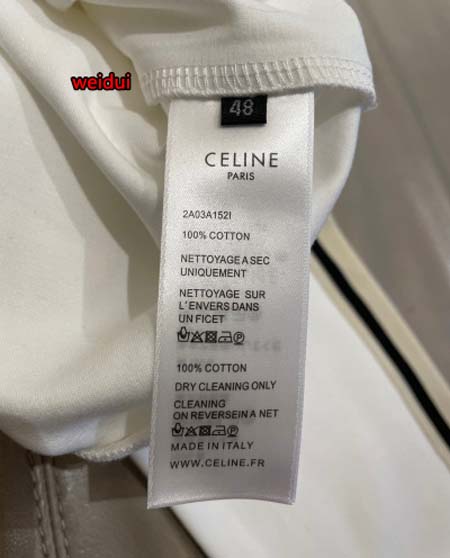 weidui
48
CELINE
PARIS
2A03A152I
100% COTTON
NETTOYAGE A SEC
UNIQUEMENT
NETTOYAGE SUR
L'ENVERS DANS
UN FICET
100% COTTON
DRY CLEANING ONLY
CLEANING
ON REVERSEIN A NET
MADE IN ITALY
WWW.CELINE.FR